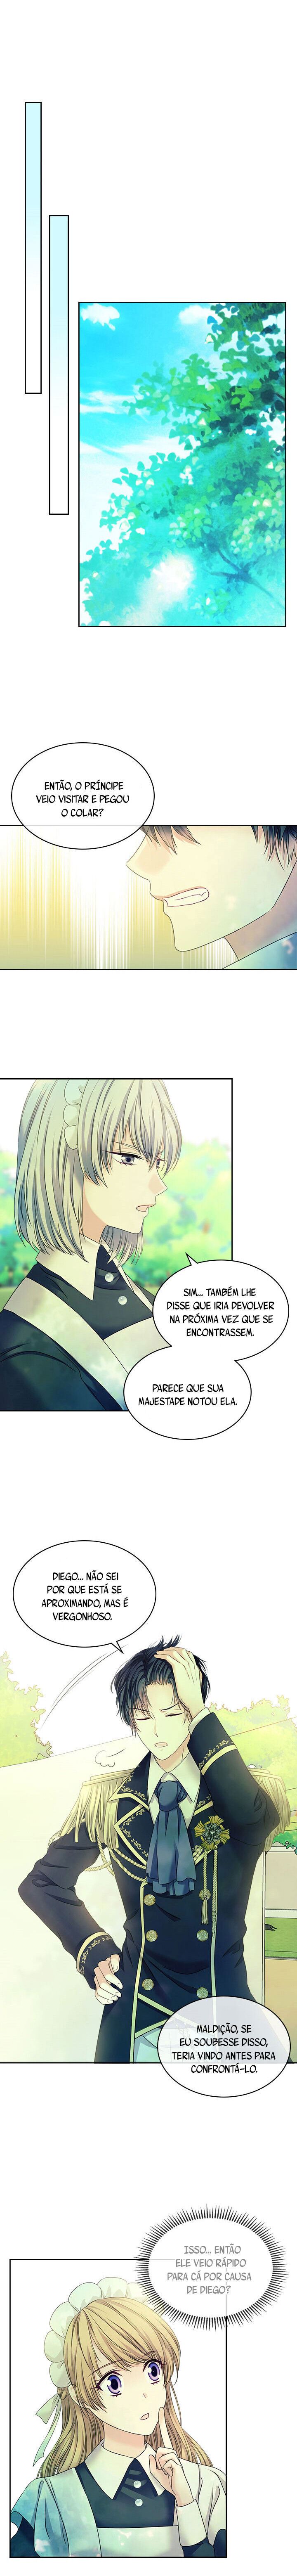 ENTÃO, O PRÍNCIPE
VEIO VISITAR E PEGOU
O COLAR?
SIM... TAMBÉM LHE
DISSE QUE IRIA DEVOLVER
NA PRÓXIMA VEZ QUE SE
ENCONTRASSEM.
PARECE QUE SUA
MAJESTADE NOTOU ELA.
DIEGO... NÃO SEI
POR QUE ESTÁ SE
APROXIMANDO, MAS É
VERGONHOSO.
MALDIÇÃO, SE
EU SOUBESSE DISSO,
TERIA VINDO ANTES PARA
CONFRONTÁ-LO.
ISSO... ENTÃO
ELE VEIO RÁPIDO
PARA CÁ POR CAUSA
DE DIEGO?